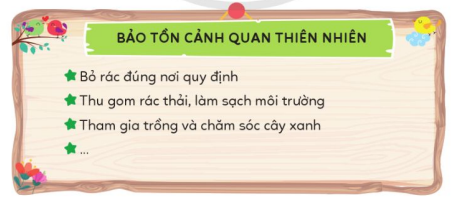 BẢO TỒN CẢNH QUAN THIÊN NHIÊN
Bỏ rác đúng nơi quy định
Thu gom rác thải, làm sạch môi trường
Tham gia trồng và chăm sóc cây xanh
...